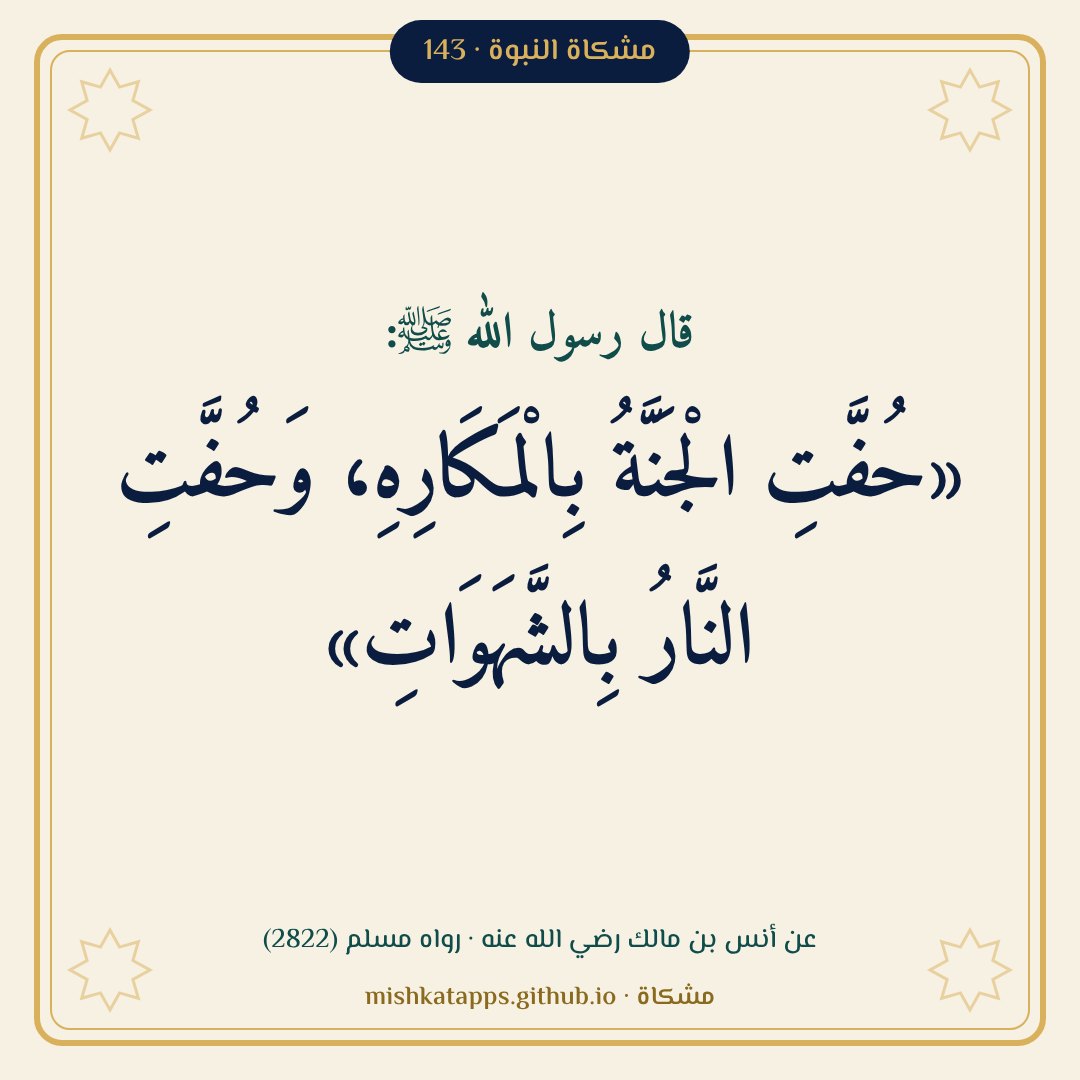 مشكاة النبوة · 143
قال رسول الله ﷺ:
«حُفَّتِ الْجَنَّةُ بِالْمَكَارِهِ، وَحُفَّتِ
النَّارُ بِالشَّهَوَاتِ»
عن أنس بن مالك رضي الله عنه · رواه مسلم (2822)
مشكاة · mishkatapps.github.io